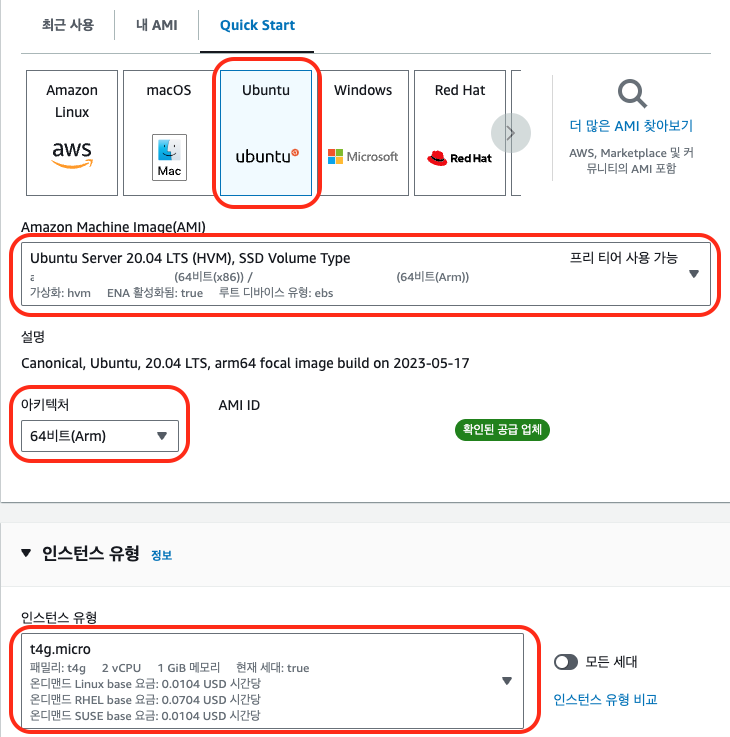 최근 사용
내 AMI
Quick Start
Amazon
Linux
aws
macOS
Mac
Ubuntu
ubuntu
Windows
Microsoft
Red Hat
Red Hat
더 많은 AMI 찾아보기
AWS, Marketplace 및 커
뮤니티의 AMI 포함
Amazon Machine Image(AMI)
Ubuntu Server 20.04 LTS (HVM), SSD Volume Type
프리 티어 사용 가능
(64비트(x86)) / (64비트(Arm))
가상화: hvm ENA 활성화됨: true 루트 디바이스 유형: ebs
설명
Canonical, Ubuntu, 20.04 LTS, arm64 focal image build on 2023-05-17
아키텍처
AMI ID
64비트(Arm)
확인된 공급 업체
인스턴스 유형 정보
인스턴스 유형
t4g.micro
패밀리: t4g 2 vCPU 1 GiB 메모리 현재 세대: true
온디맨드 Linux base 요금: 0.0104 USD 시간당
온디맨드 RHEL base 요금: 0.0704 USD 시간당
온디맨드 SUSE base 요금: 0.0104 USD 시간당
모든 세대
인스턴스 유형 비교